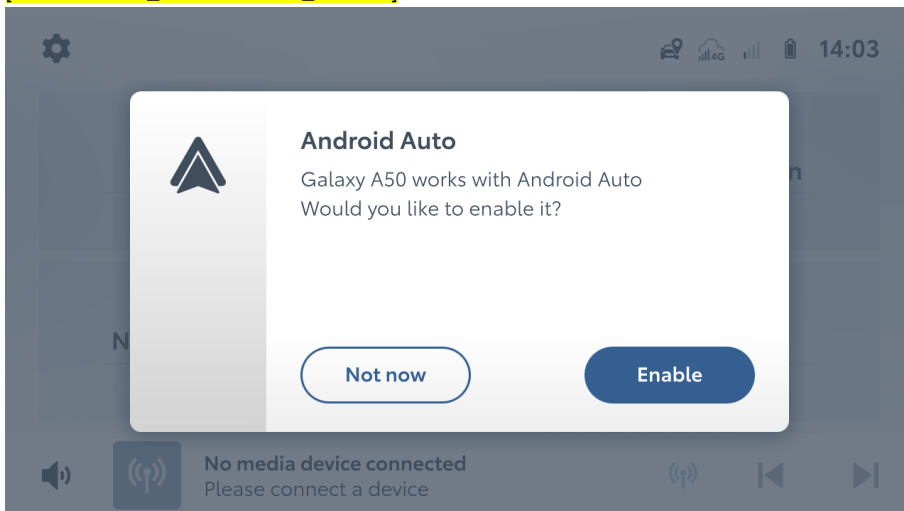 4G
14:03
Android Auto
Galaxy A50 works with Android Auto
Would you like to enable it?
Not now
Enable
No media device connected
Please connect a device